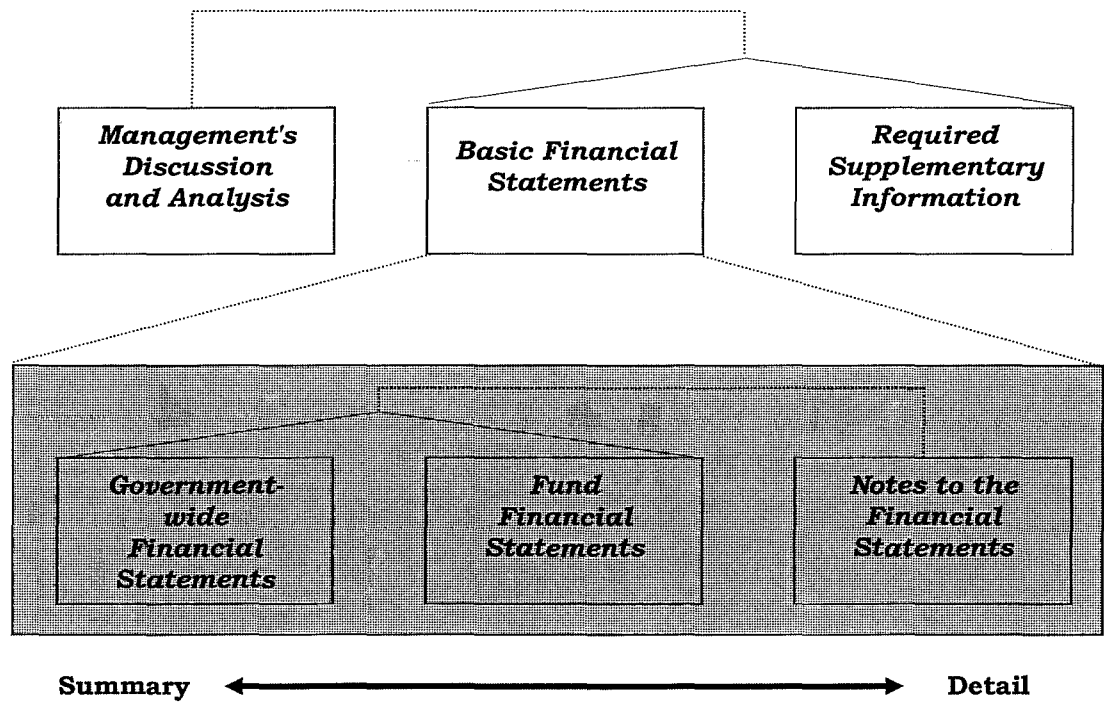 Management's
Discussion
and Analysis
Basic Financial
Statements
Required
Supplementary
Information
Government-
wide
Financial
Statements
Fund
Financial
Statements
Notes to the
Financial
Statements
Summary
Detail